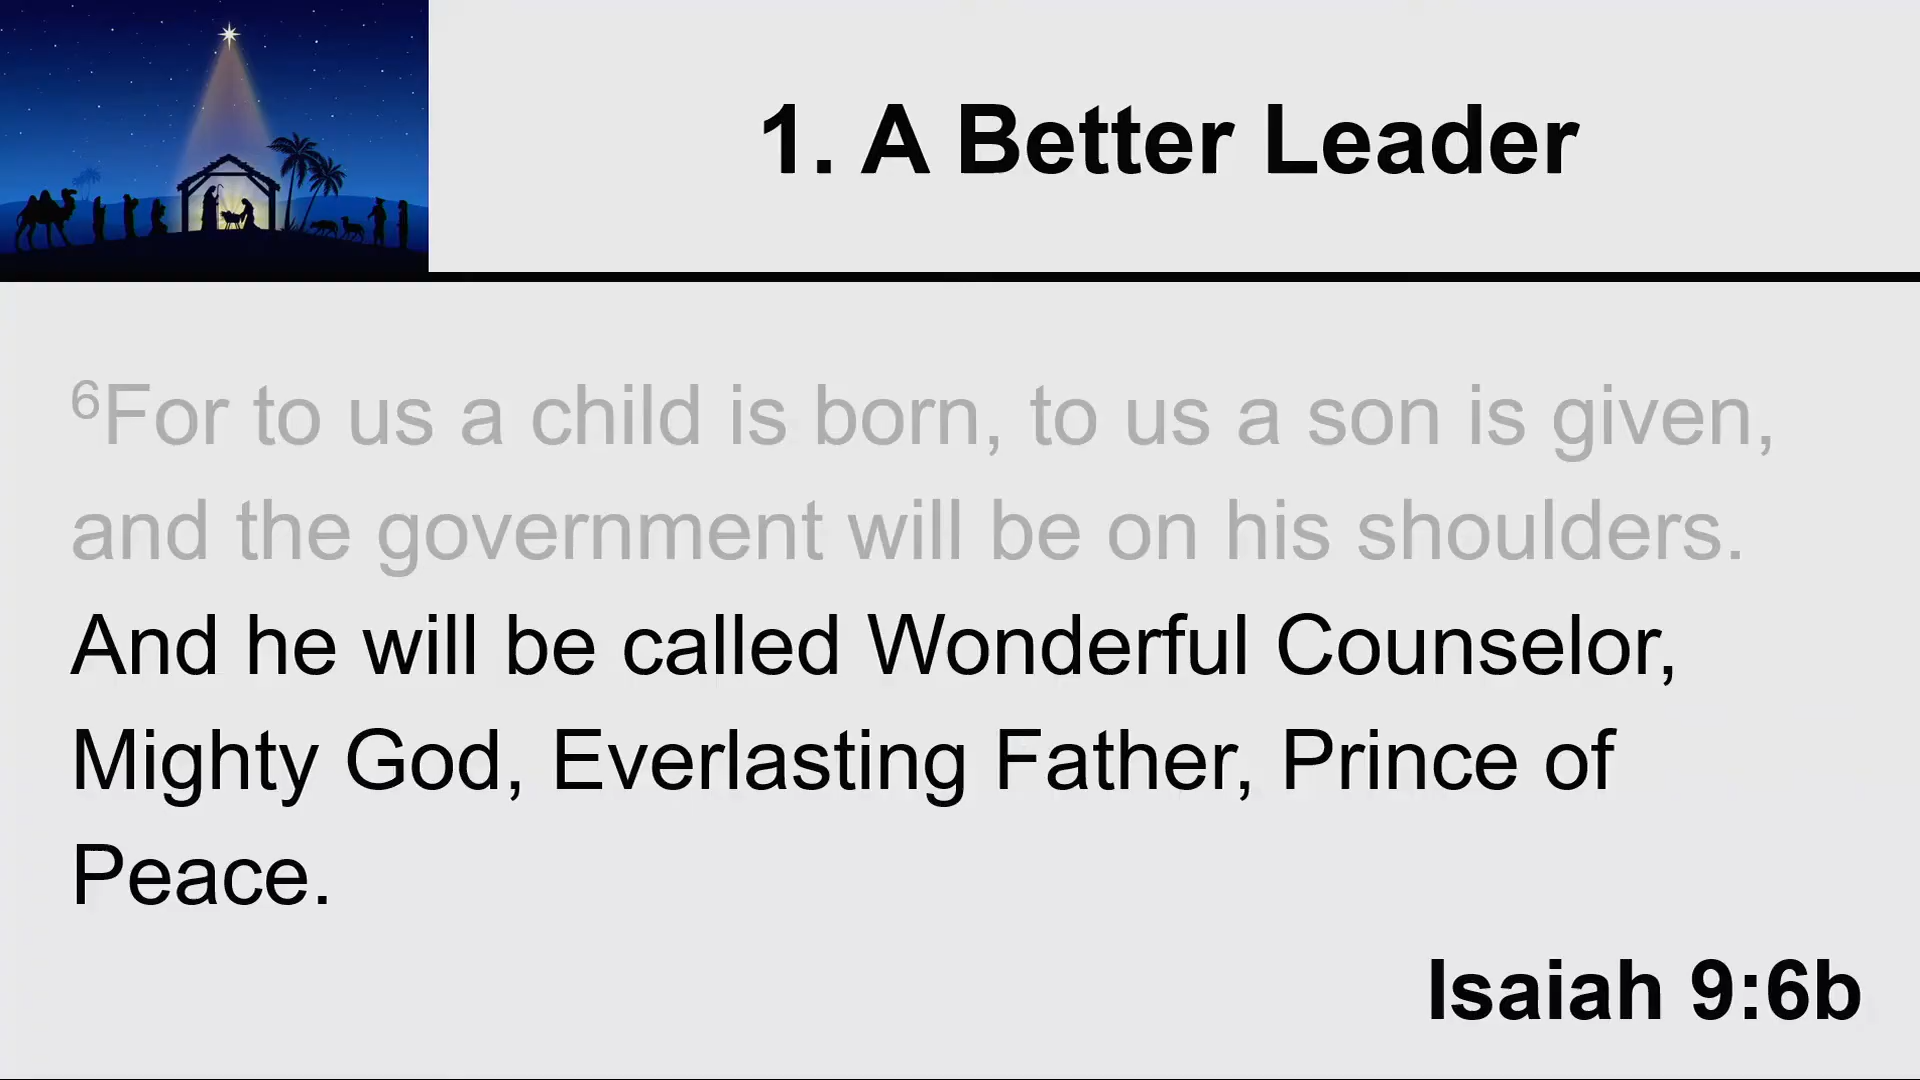 1. A Better Leader
⁶For to us a child is born, to us a son is given,
and the government will be on his shoulders.
And he will be called Wonderful Counselor,
Mighty God, Everlasting Father, Prince of
Peace.
Isaiah 9:6b